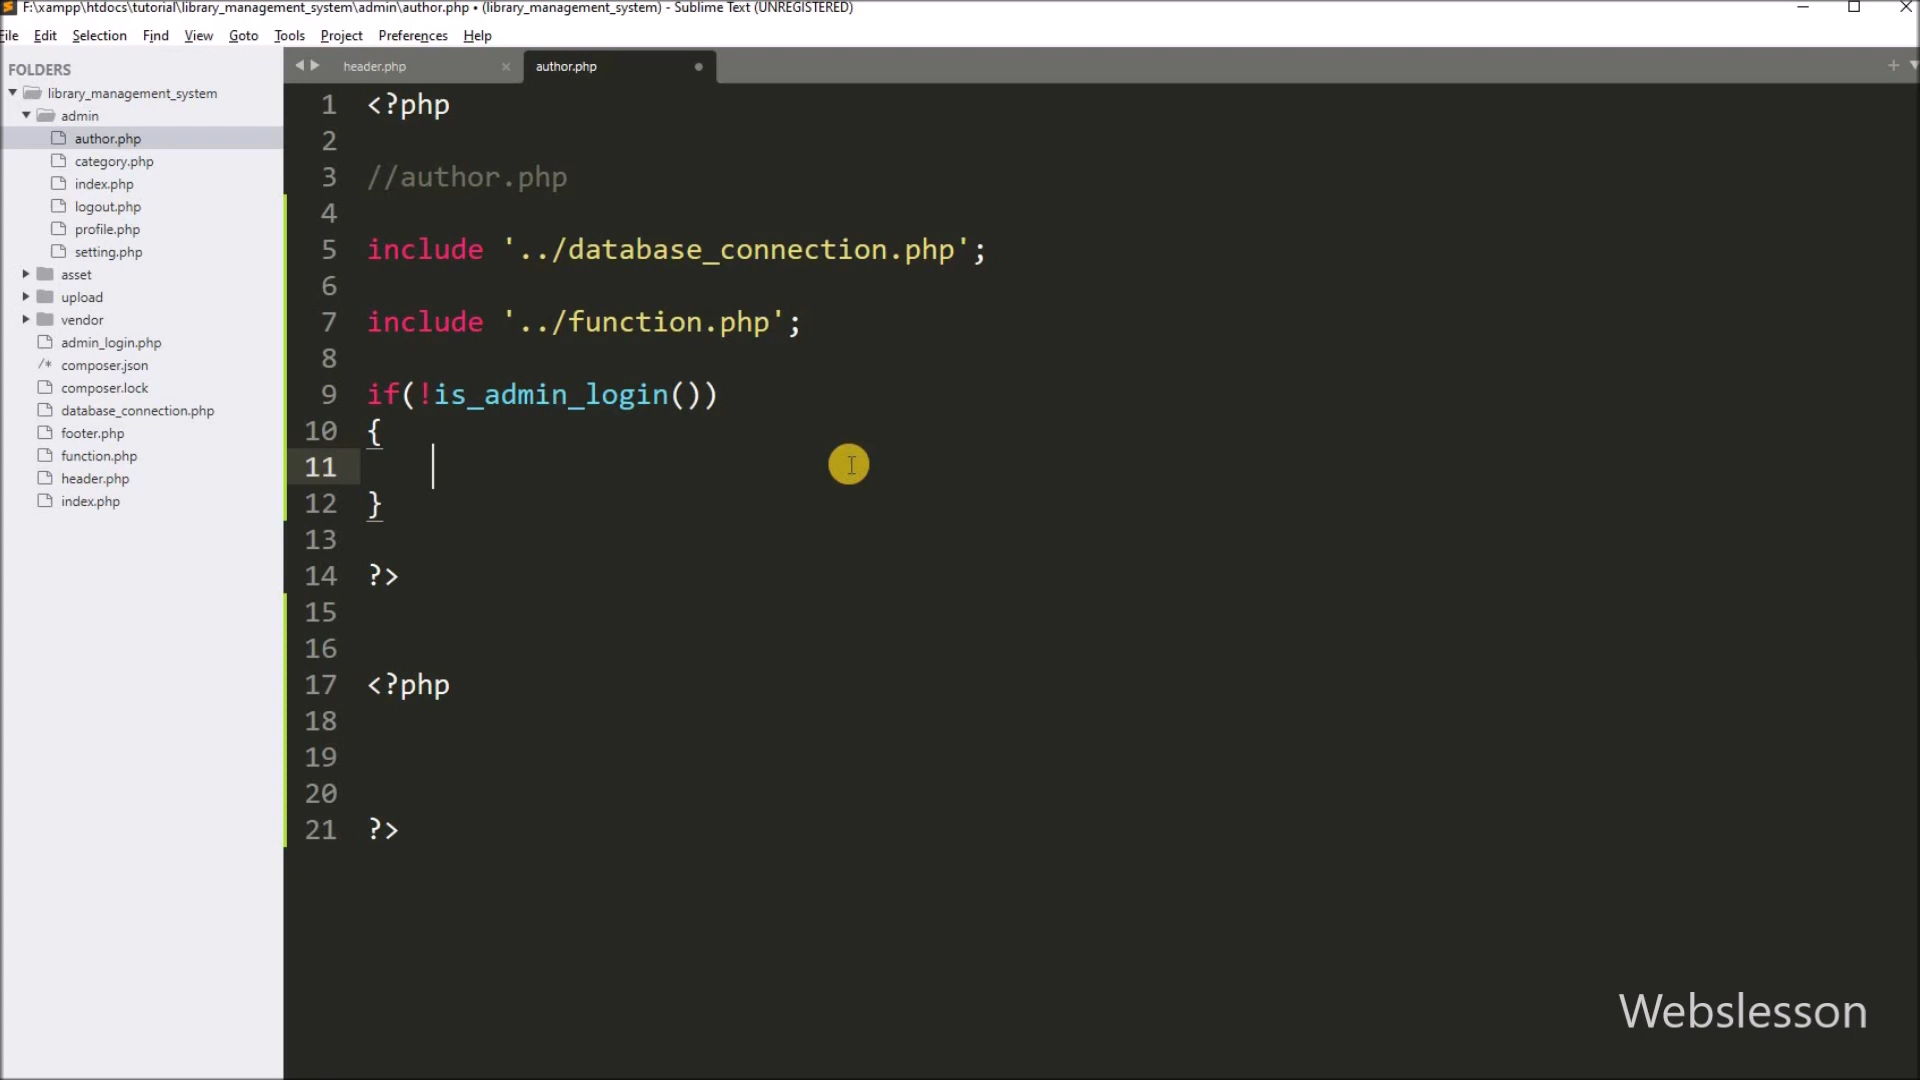 F:\xampp\htdocs\tutorial\library_management_system\admin\author.php • (library_management_system) - Sublime Text (UNREGISTERED)
File Edit Selection Find View Goto Tools Project Preferences Help
FOLDERS
library_management_system
admin
author.php
category.php
index.php
logout.php
profile.php
setting.php
asset
upload
vendor
admin_login.php
/* composer.json
composer.lock
database_connection.php
footer.php
function.php
header.php
index.php
header.php × author.php
1 <?php
2
3 //author.php
4
5 include '../database_connection.php';
6
7 include '../function.php';
8
9 if(!is_admin_login())
10 {
11
12 }
13
14 ?>
15
16
17 <?php
18
19
20
21 ?>
Webslesson